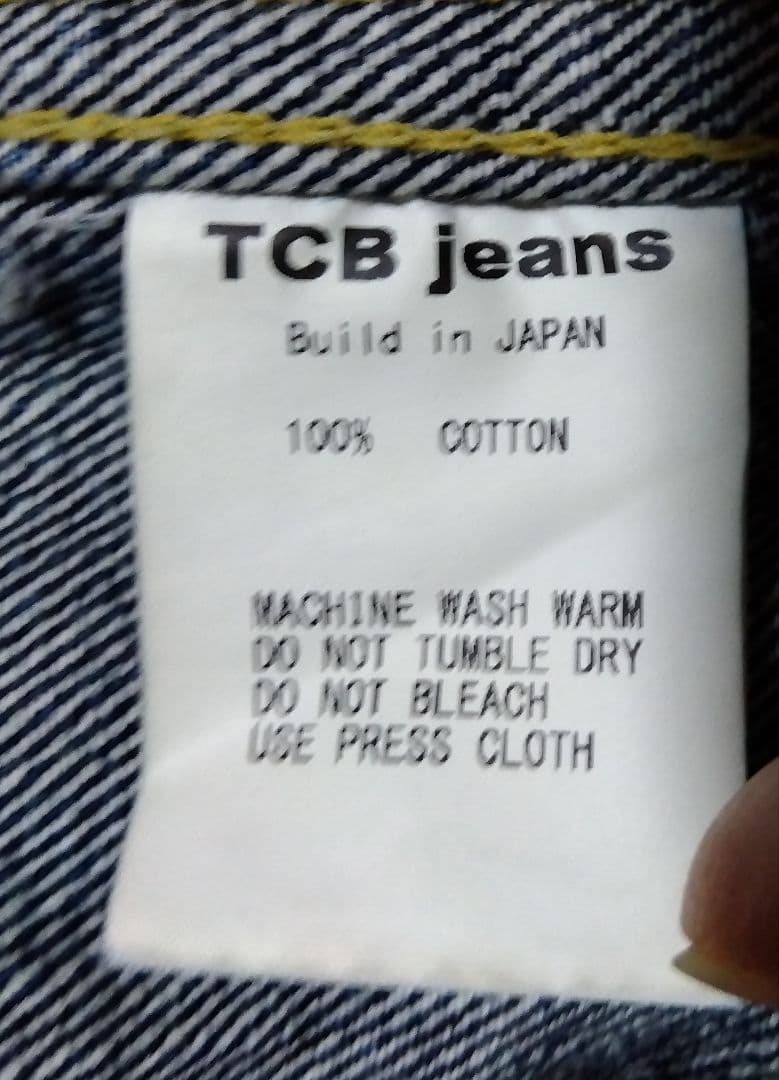 TCB jeans
Build in JAPAN
100% COTTON
MACHINE WASH WARM
DO NOT TUMBLE DRY
DO NOT BLEACH
USE PRESS CLOTH